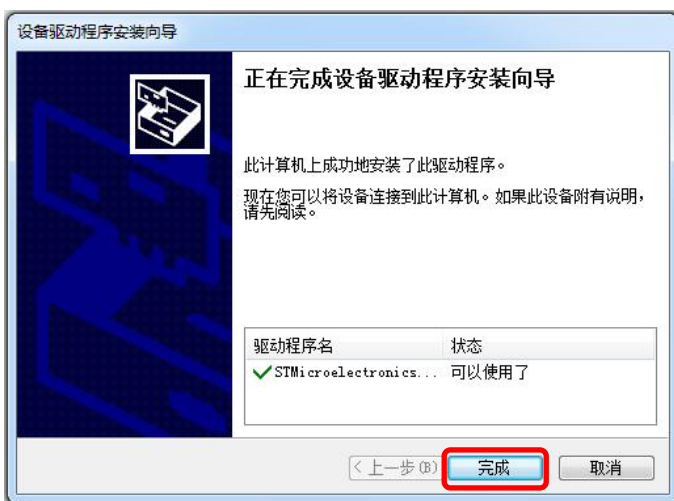 设备驱动程序安装向导
正在完成设备驱动程序安装向导
此计算机上成功地安装了此驱动程序。
现在您可以将设备连接到此计算机。如果此设备附有说明，
请先阅读。
驱动程序名 状态
STMicroelectronics... 可以使用了
< 上一步(B) 完成 取消